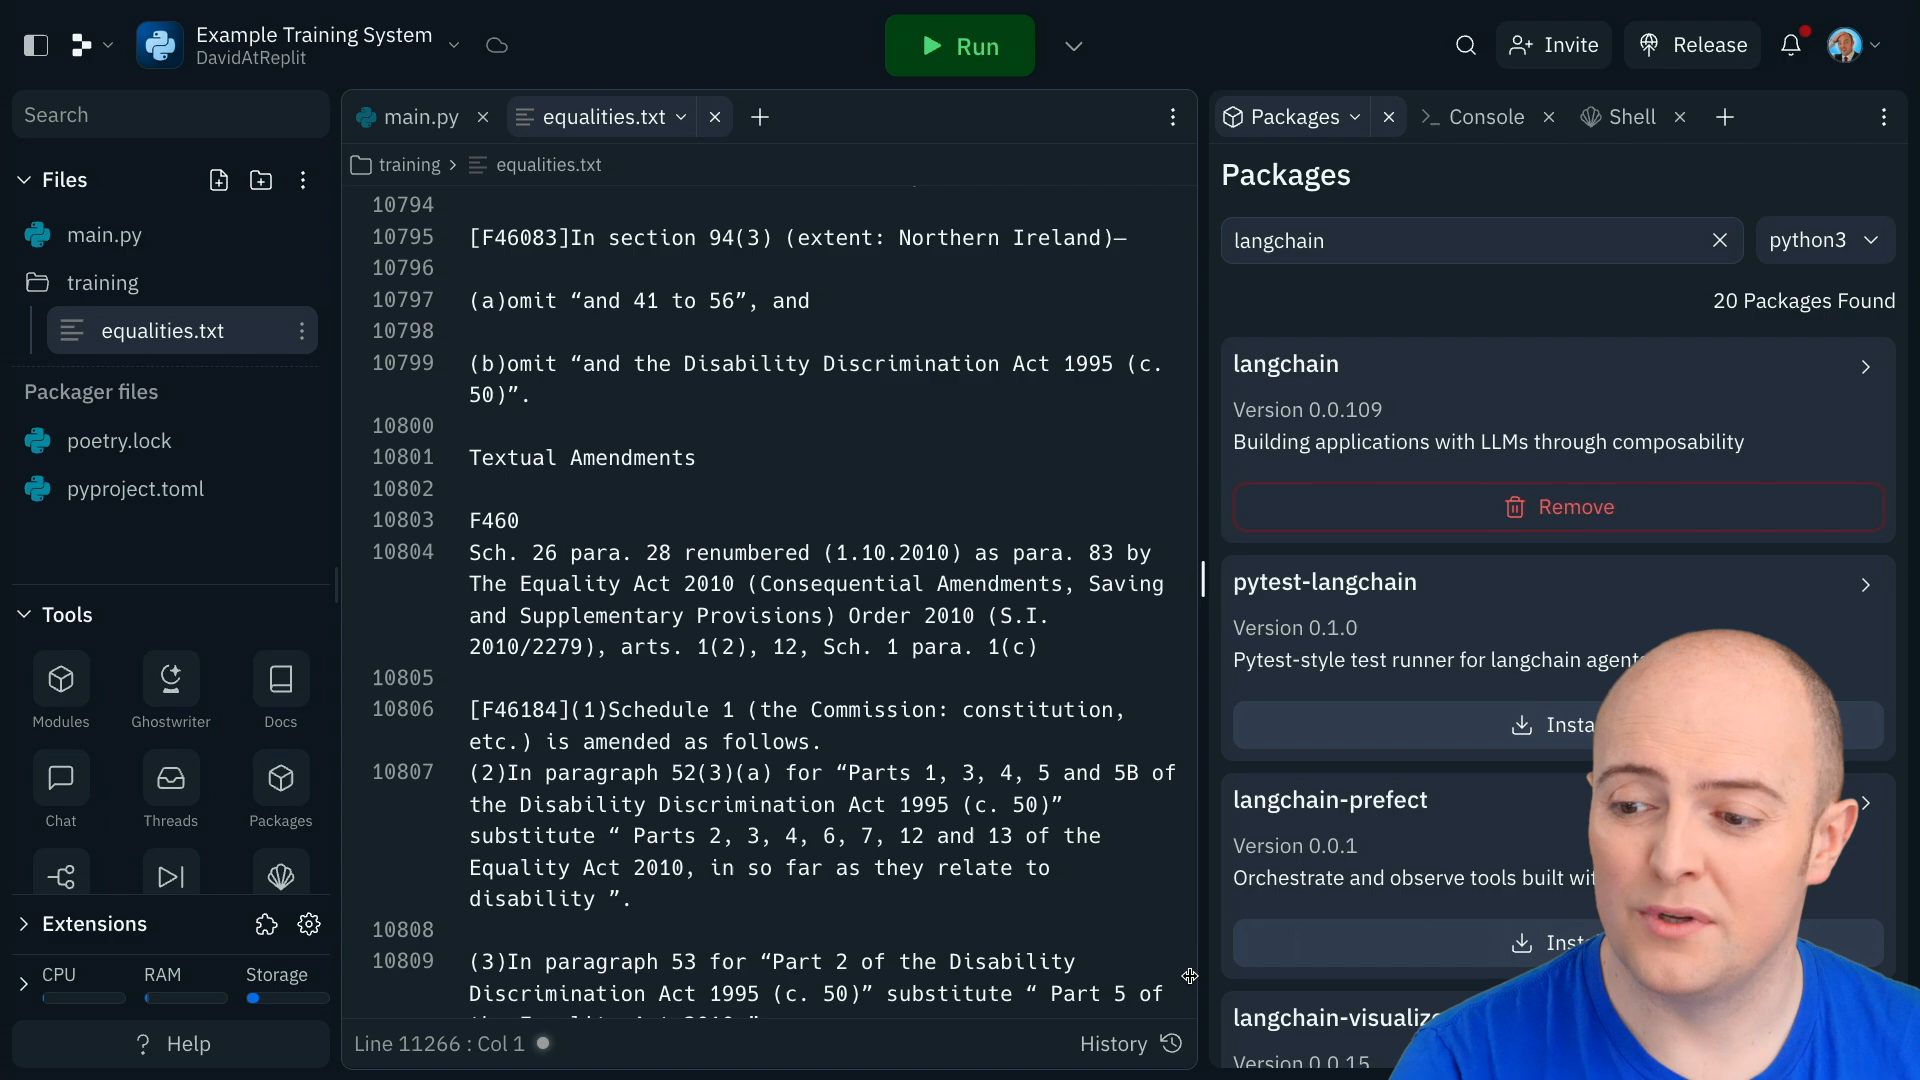 Example Training System
DavidAtReplit
Run
Invite
Release
Search
Files
main.py
training
equalities.txt
Packager files
poetry.lock
pyproject.toml
Tools
Modules
Ghostwriter
Docs
Chat
Threads
Packages
Extensions
CPU
RAM
Storage
? Help
main.py
equalities.txt
training > equalities.txt
10794
10795 [F46083]In section 94(3) (extent: Northern Ireland)—
10796
10797 (a)omit “and 41 to 56”, and
10798
10799 (b)omit “and the Disability Discrimination Act 1995 (c.
50)”.
10800
10801 Textual Amendments
10802
10803 F460
10804 Sch. 26 para. 28 renumbered (1.10.2010) as para. 83 by
The Equality Act 2010 (Consequential Amendments, Saving
and Supplementary Provisions) Order 2010 (S.I.
2010/2279), arts. 1(2), 12, Sch. 1 para. 1(c)
10805
10806 [F46184](1)Schedule 1 (the Commission: constitution,
etc.) is amended as follows.
10807 (2)In paragraph 52(3)(a) for “Parts 1, 3, 4, 5 and 5B of
the Disability Discrimination Act 1995 (c. 50)”
substitute “ Parts 2, 3, 4, 6, 7, 12 and 13 of the
Equality Act 2010, in so far as they relate to
disability ”.
10808
10809 (3)In paragraph 53 for “Part 2 of the Disability
Discrimination Act 1995 (c. 50)” substitute “ Part 5 of
Line 11266 : Col 1
History
Packages
Console
Shell
Packages
langchain
python3
20 Packages Found
langchain
Version 0.0.109
Building applications with LLMs through composability
Remove
pytest-langchain
Version 0.1.0
Pytest-style test runner for langchain agent
Insta
langchain-prefect
Version 0.0.1
Orchestrate and observe tools built wit
Inst
langchain-visualiz
Version 0.0.15